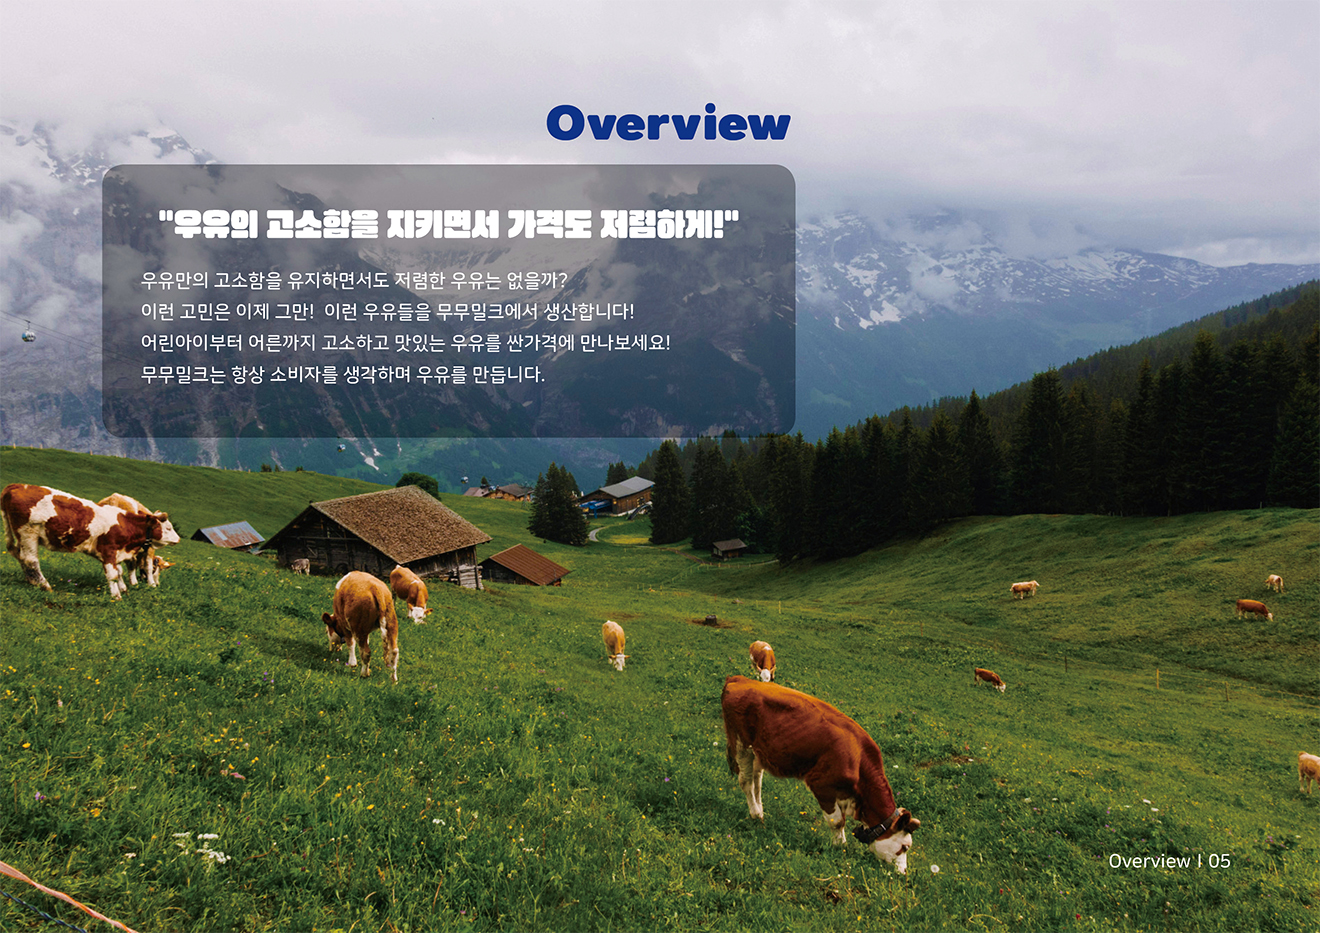 Overview
"우유의 고소함을 지키면서 가격도 저렴하게!"
우유만의 고소함을 유지하면서도 저렴한 우유는 없을까?
이런 고민은 이제 그만!  이런 우유들을 무무밀크에서 생산합니다!
어린아이부터 어른까지 고소하고 맛있는 우유를 싼가격에 만나보세요!
무무밀크는 항상 소비자를 생각하며 우유를 만듭니다.
Overview | 05